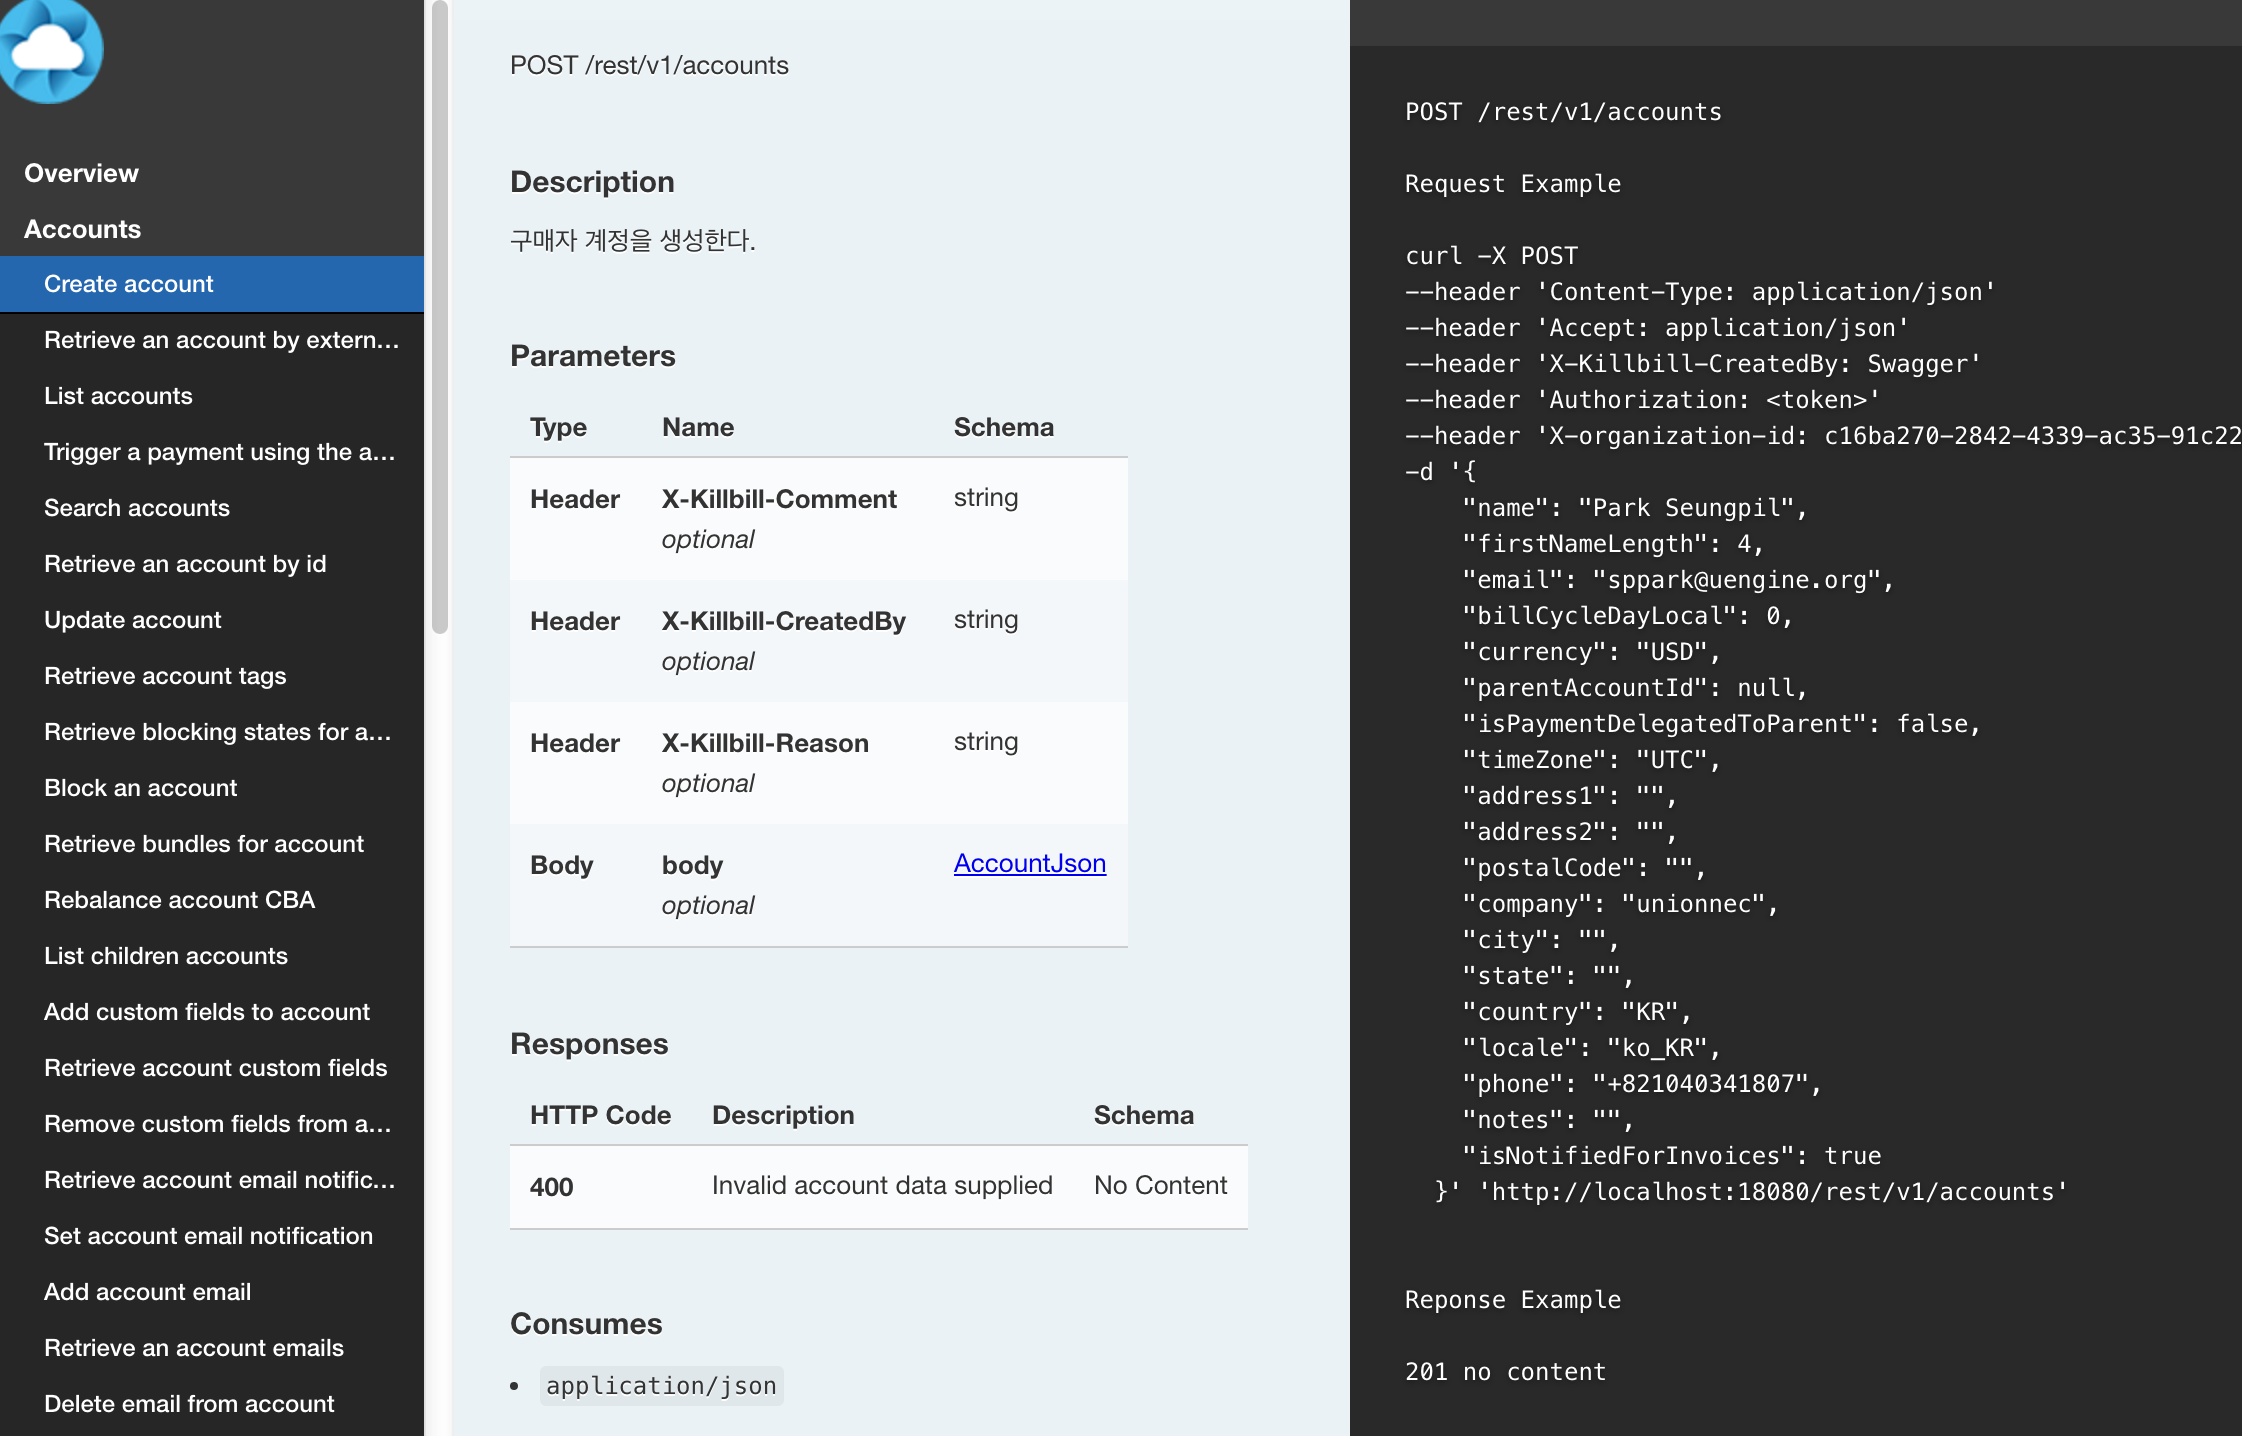 Overview
Accounts
Create account
Retrieve an account by extern...
List accounts
Trigger a payment using the a...
Search accounts
Retrieve an account by id
Update account
Retrieve account tags
Retrieve blocking states for a...
Block an account
Retrieve bundles for account
Rebalance account CBA
List children accounts
Add custom fields to account
Retrieve account custom fields
Remove custom fields from a...
Retrieve account email notific...
Set account email notification
Add account email
Retrieve an account emails
Delete email from account
POST /rest/v1/accounts
Description
구매자 계정을 생성한다.
Parameters
Type Name Schema
Header X-Killbill-Comment string
optional
Header X-Killbill-CreatedBy string
optional
Header X-Killbill-Reason string
optional
Body body AccountJson
optional
Responses
HTTP Code Description Schema
400 Invalid account data supplied No Content
Consumes
• application/json
POST /rest/v1/accounts
Request Example
curl -X POST
--header 'Content-Type: application/json'
--header 'Accept: application/json'
--header 'X-Killbill-CreatedBy: Swagger'
--header 'Authorization: <token>'
--header 'X-organization-id: c16ba270-2842-4339-ac35-91c22
-d '{
"name": "Park Seungpil",
"firstNameLength": 4,
"email": "sppark@uengine.org",
"billCycleDayLocal": 0,
"currency": "USD",
"parentAccountId": null,
"isPaymentDelegatedToParent": false,
"timeZone": "UTC",
"address1": "",
"address2": "",
"postalCode": "",
"company": "unionnec",
"city": "",
"state": "",
"country": "KR",
"locale": "ko_KR",
"phone": "+821040341807",
"notes": "",
"isNotifiedForInvoices": true
}' 'http://localhost:18080/rest/v1/accounts'
Reponse Example
201 no content